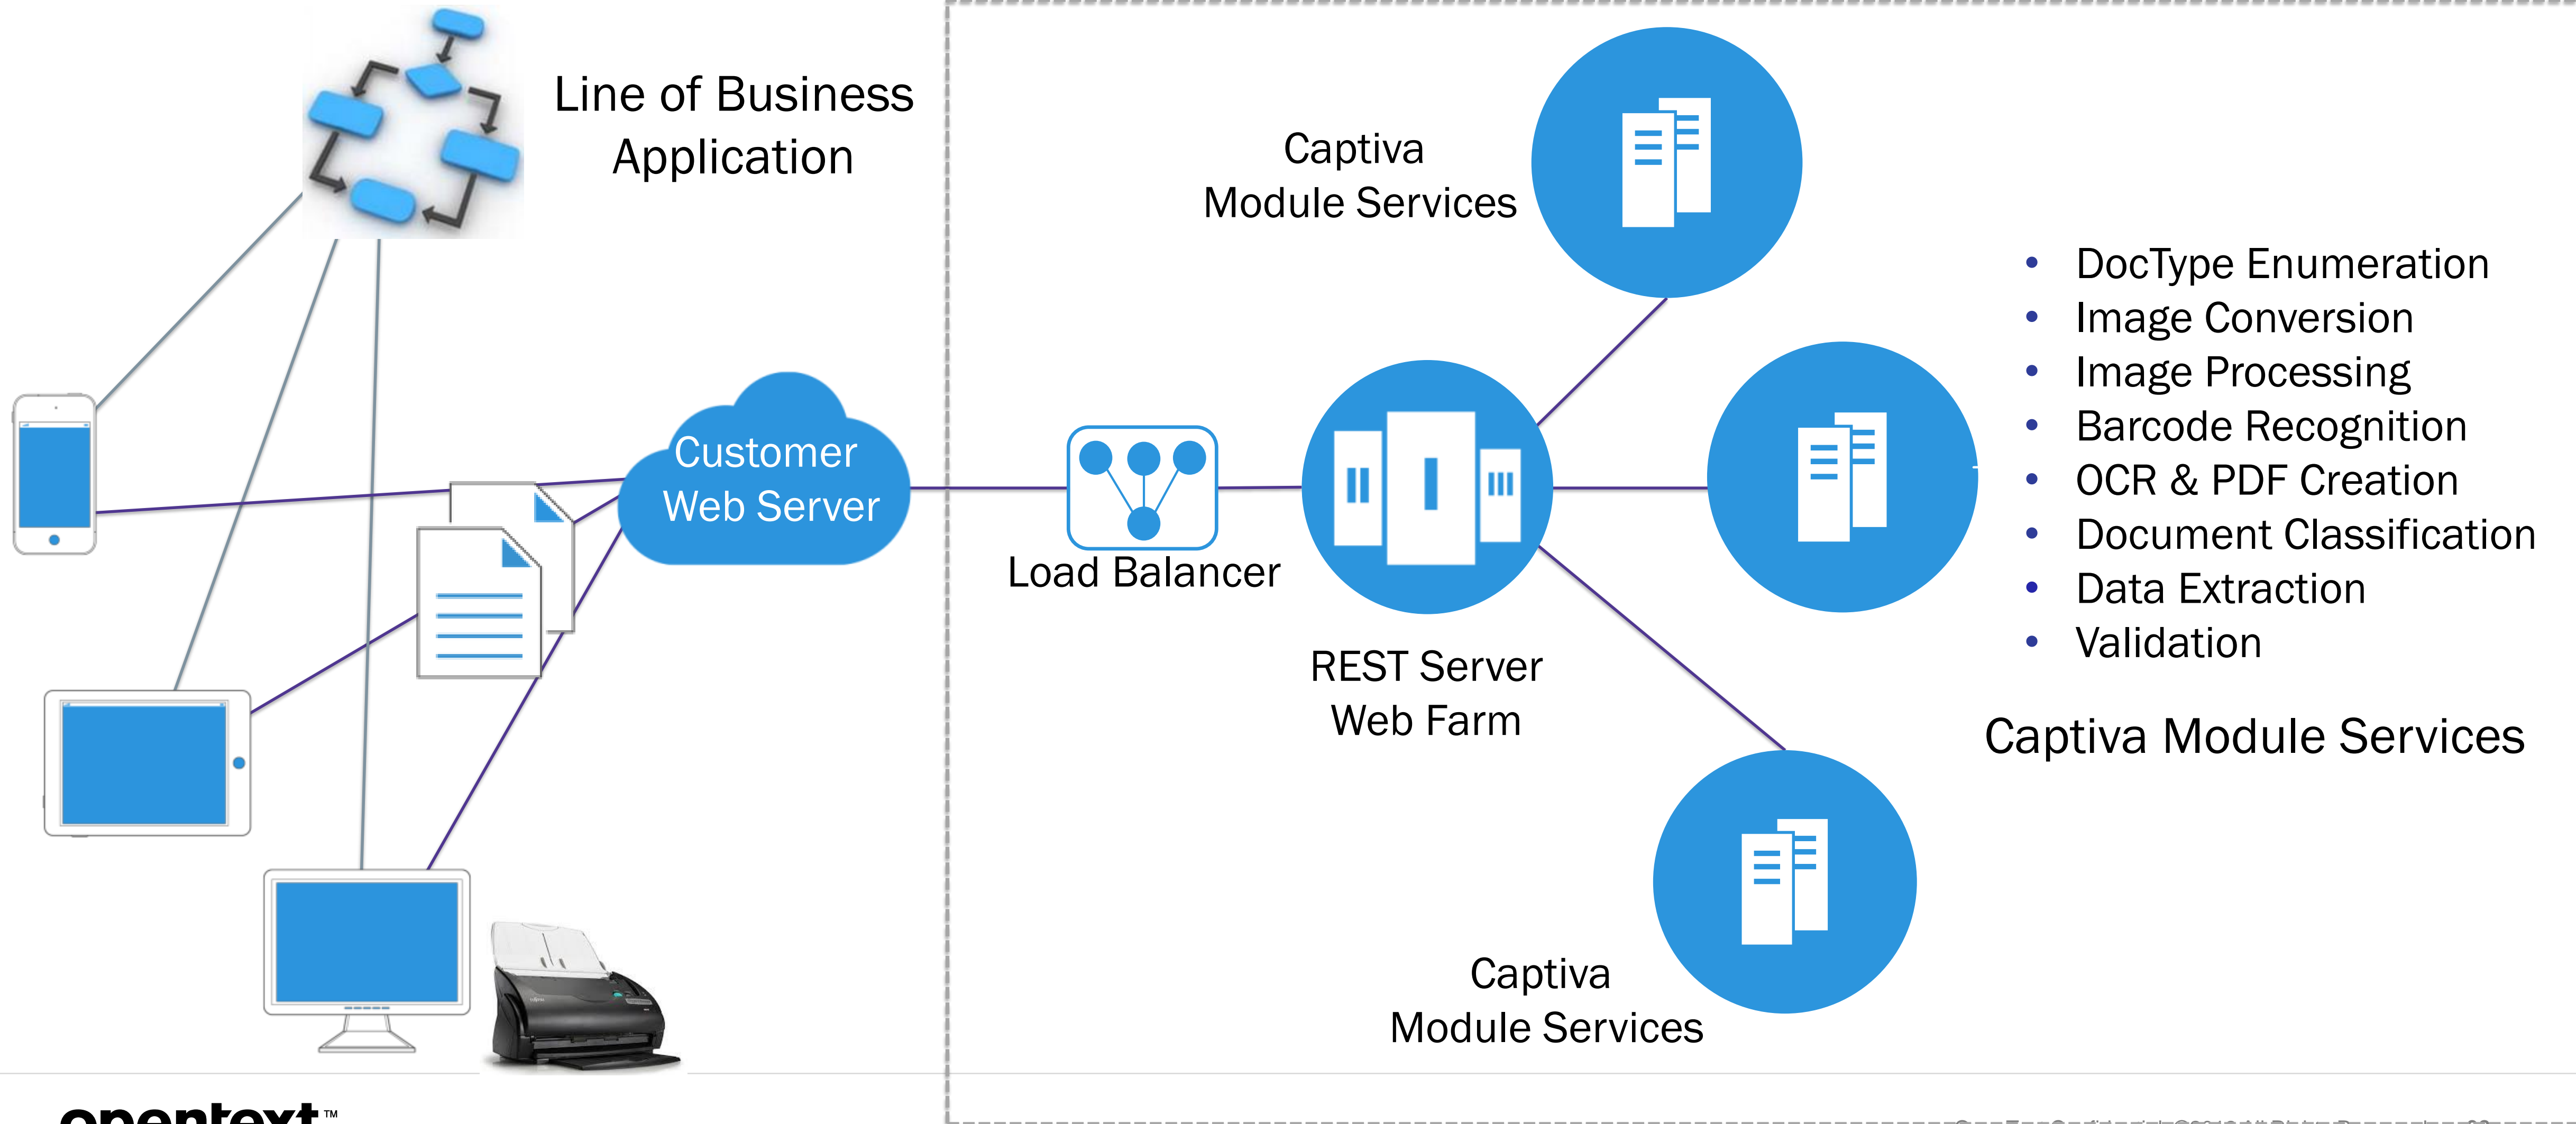 Line of Business
Application
Captiva
Module Services
DocType Enumeration
Image Conversion
Image Processing
Barcode Recognition
OCR & PDF Creation
Document Classification
Data Extraction
Validation
Customer
Web Server
Load Balancer
REST Server
Web Farm
Captiva Module Services
Captiva
Module Services
opentext™